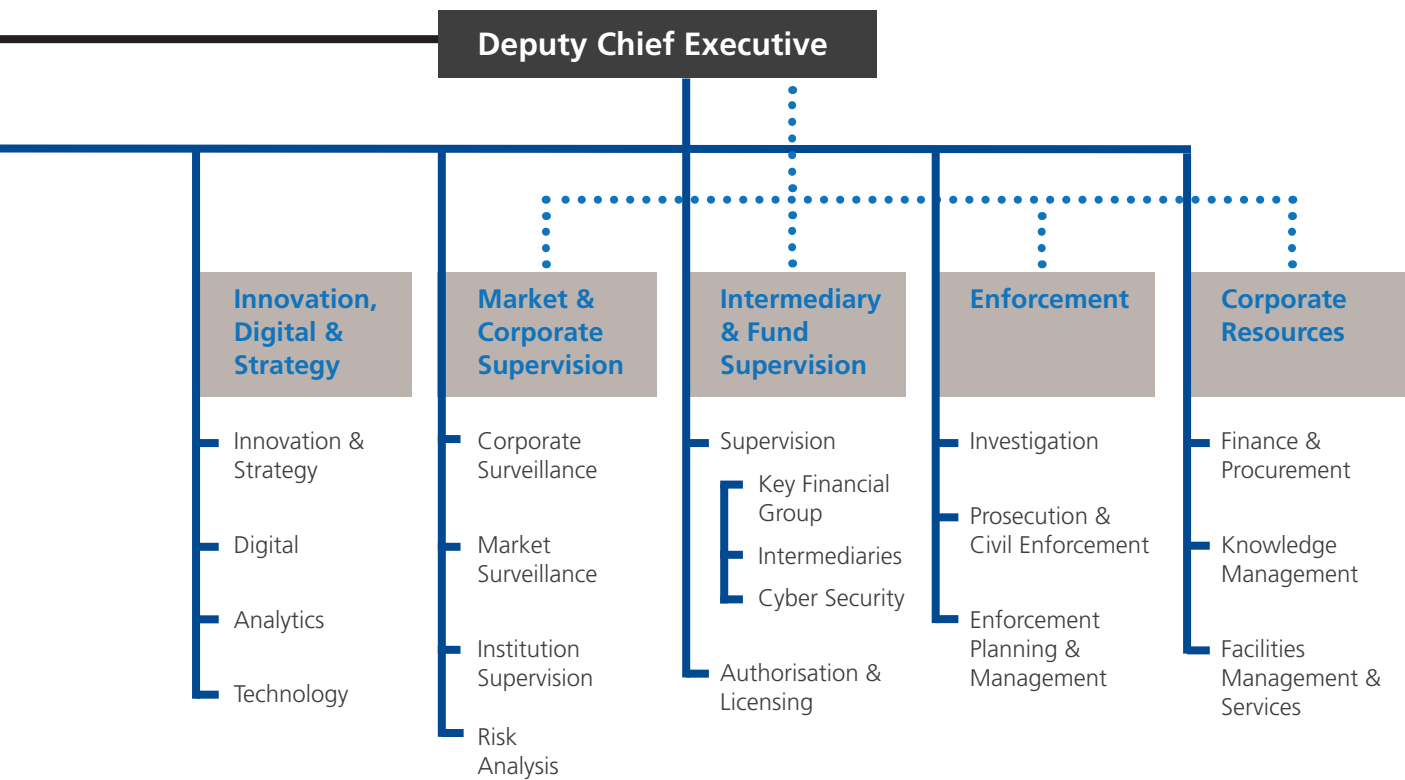 Deputy Chief Executive
Innovation,
Digital &
Strategy
Innovation &
Strategy
Digital
Analytics
Technology
Market &
Corporate
Supervision
Corporate
Surveillance
Market
Surveillance
Institution
Supervision
Risk
Analysis
Intermediary
& Fund
Supervision
Supervision
Key Financial
Group
Intermediaries
Cyber Security
Authorisation &
Licensing
Enforcement
Investigation
Prosecution &
Civil Enforcement
Enforcement
Planning &
Management
Corporate
Resources
Finance &
Procurement
Knowledge
Management
Facilities
Management &
Services